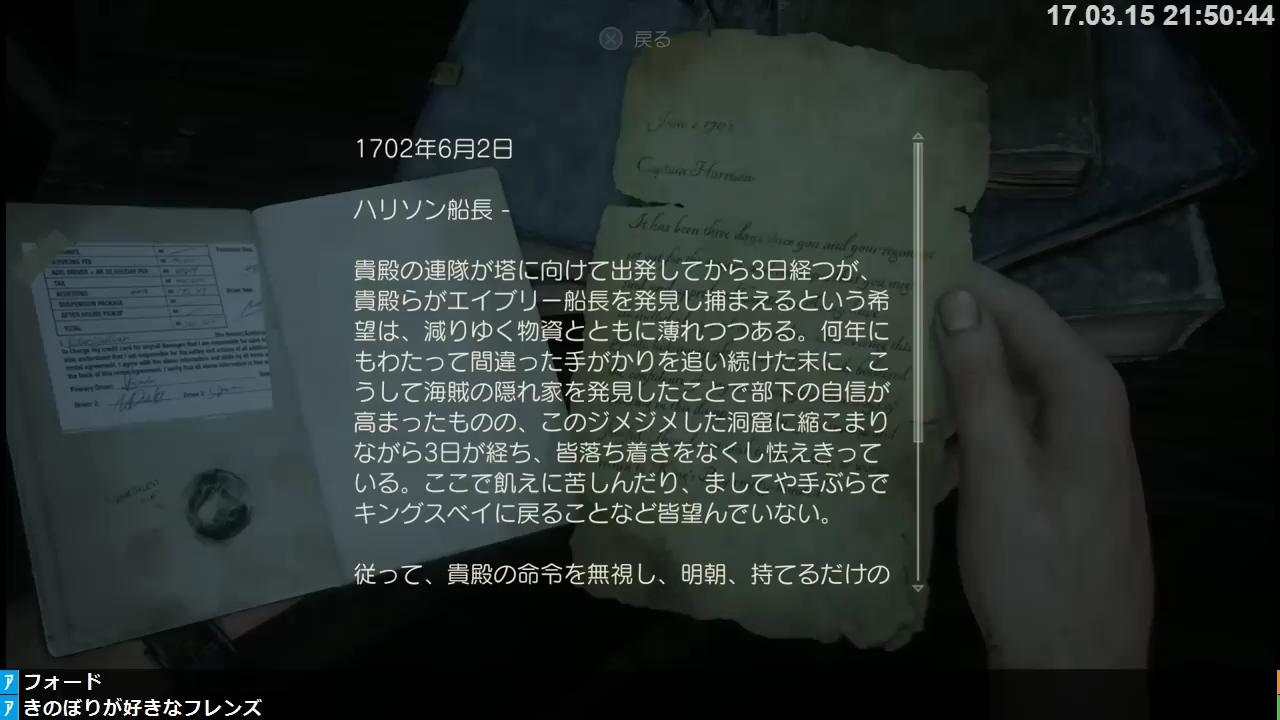 17.03.15 21:50:44
戻る
1702年6月2日
ハリソン船長 -
貴殿の連隊が塔に向けて出発してから3日経つが、
貴殿らがエイブリー船長を発見し捕まえるという希
望は、減りゆく物資とともに薄れつつある。何年に
もわたって間違った手がかりを追い続けた末に、こ
うして海賊の隠れ家を発見したことで部下の自信が
高まったものの、このジメジメした洞窟に縮こまり
ながら3日が経ち、皆落ち着きをなくし怯えきって
いる。ここで飢えに苦しんだり、ましてや手ぶらで
キングスベイに戻ることなど皆望んでいない。
従って、貴殿の命令を無視し、明朝、持てるだけの
June 2 1702
Captain Harrison
It has been three days since you and your regiment
TAX
TOTAL
Primary Driver:
Driver 2:
ア フォード
ア きのぼりが好きなフレンズ